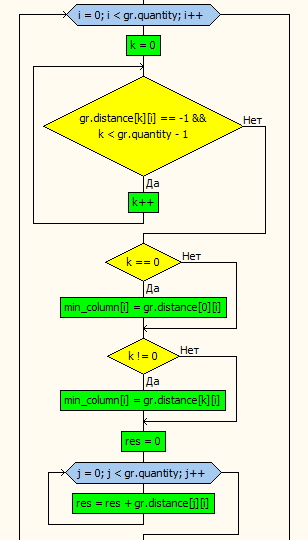 i = 0; i < gr.quantity; i++
k = 0
gr.distance[k][i] == -1 &&
k < gr.quantity - 1
Нет
Да
k++
k == 0
Нет
Да
min_column[i] = gr.distance[0][i]
k != 0
Нет
Да
min_column[i] = gr.distance[k][i]
res = 0
j = 0; j < gr.quantity; j++
res = res + gr.distance[j][i]